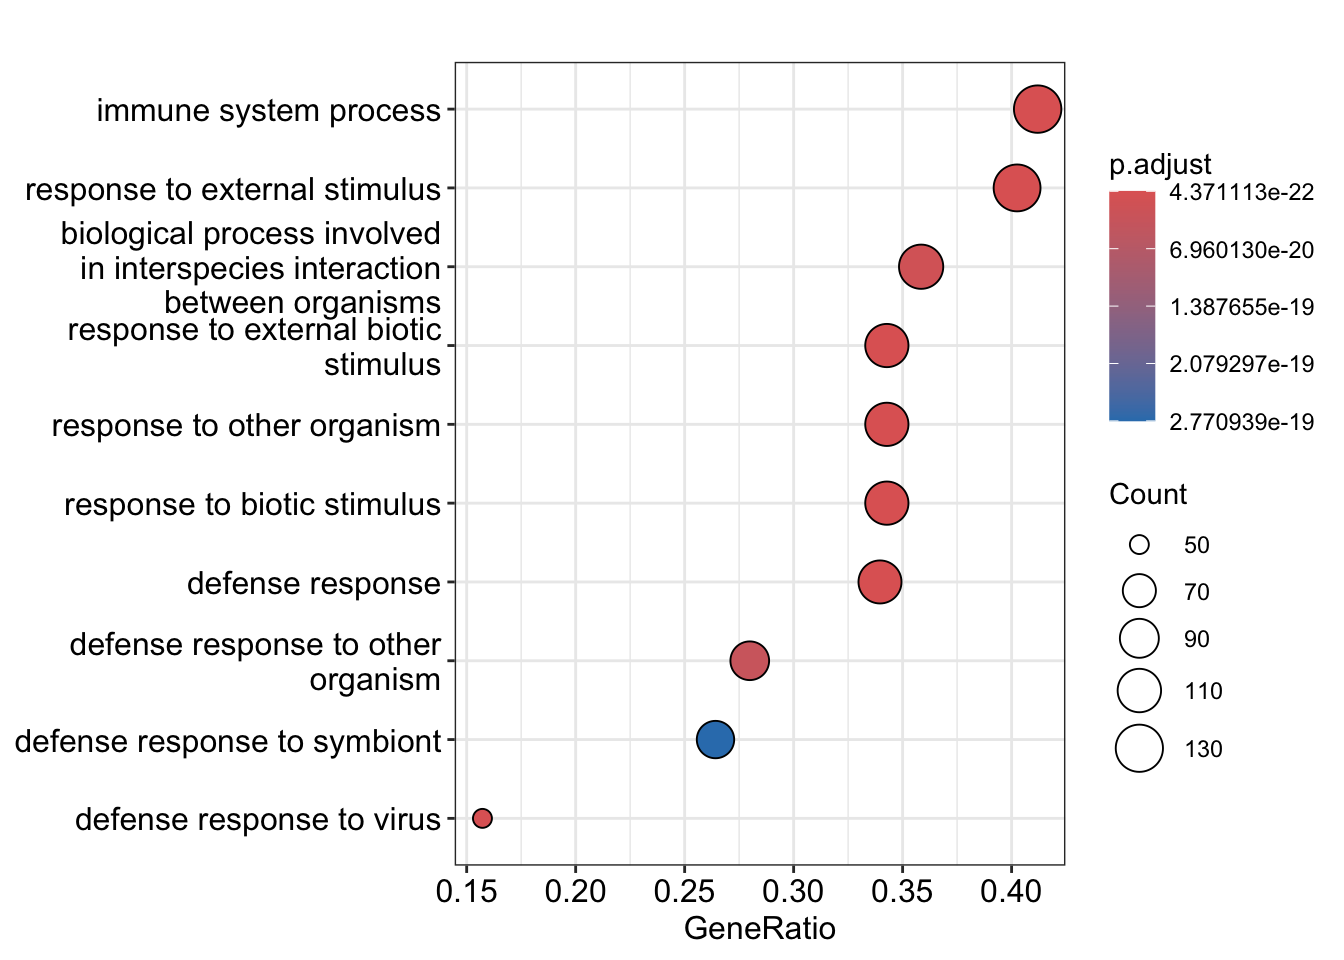 immune system process
response to external stimulus
biological process involved
in interspecies interaction
between organisms
response to external biotic
stimulus
response to other organism
response to biotic stimulus
defense response
defense response to other
organism
defense response to symbiont
defense response to virus
0.15 0.20 0.25 0.30 0.35 0.40
GeneRatio
p.adjust
4.371113e-22
6.960130e-20
1.387655e-19
2.079297e-19
2.770939e-19
Count
50
70
90
110
130